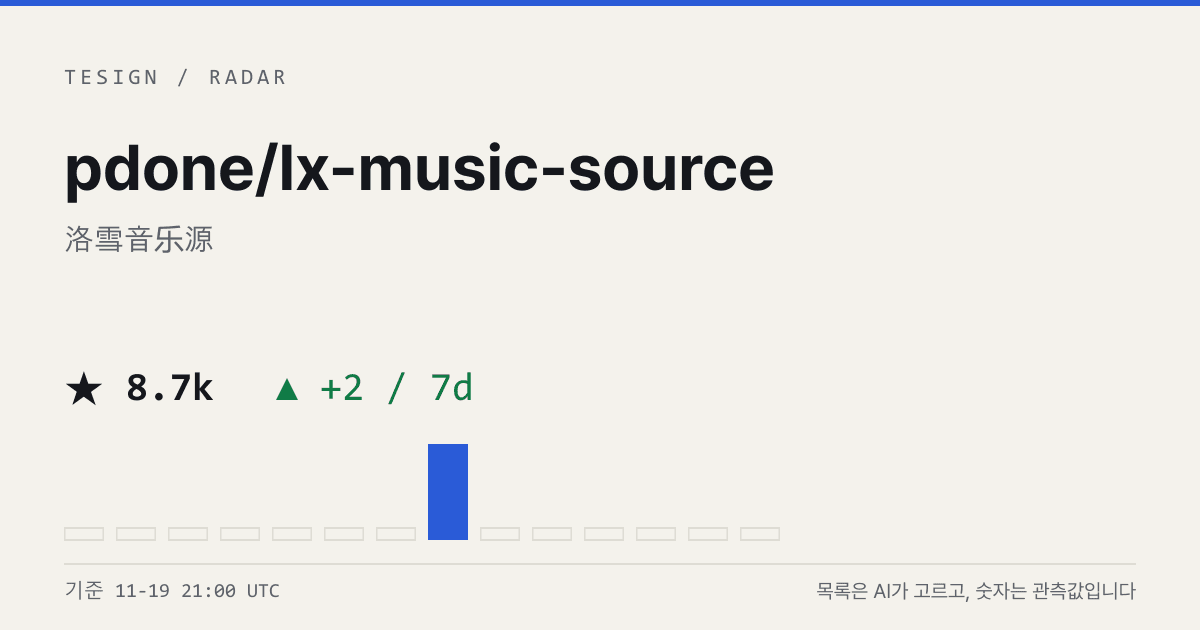 TESIGN / RADAR
pdone/lx-music-source
洛雪音乐源
★ 8.7k ▲ +2 / 7d
기준 11-19 21:00 UTC
목록은 AI가 고르고, 숫자는 관측값입니다